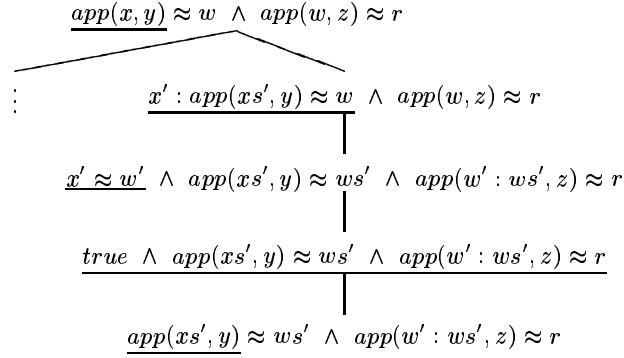 app(x, y) ≈ w ∧ app(w, z) ≈ r
⋮ x′ : app(xs′, y) ≈ w ∧ app(w, z) ≈ r
x′ ≈ w′ ∧ app(xs′, y) ≈ ws′ ∧ app(w′ : ws′, z) ≈ r
true ∧ app(xs′, y) ≈ ws′ ∧ app(w′ : ws′, z) ≈ r
app(xs′, y) ≈ ws′ ∧ app(w′ : ws′, z) ≈ r